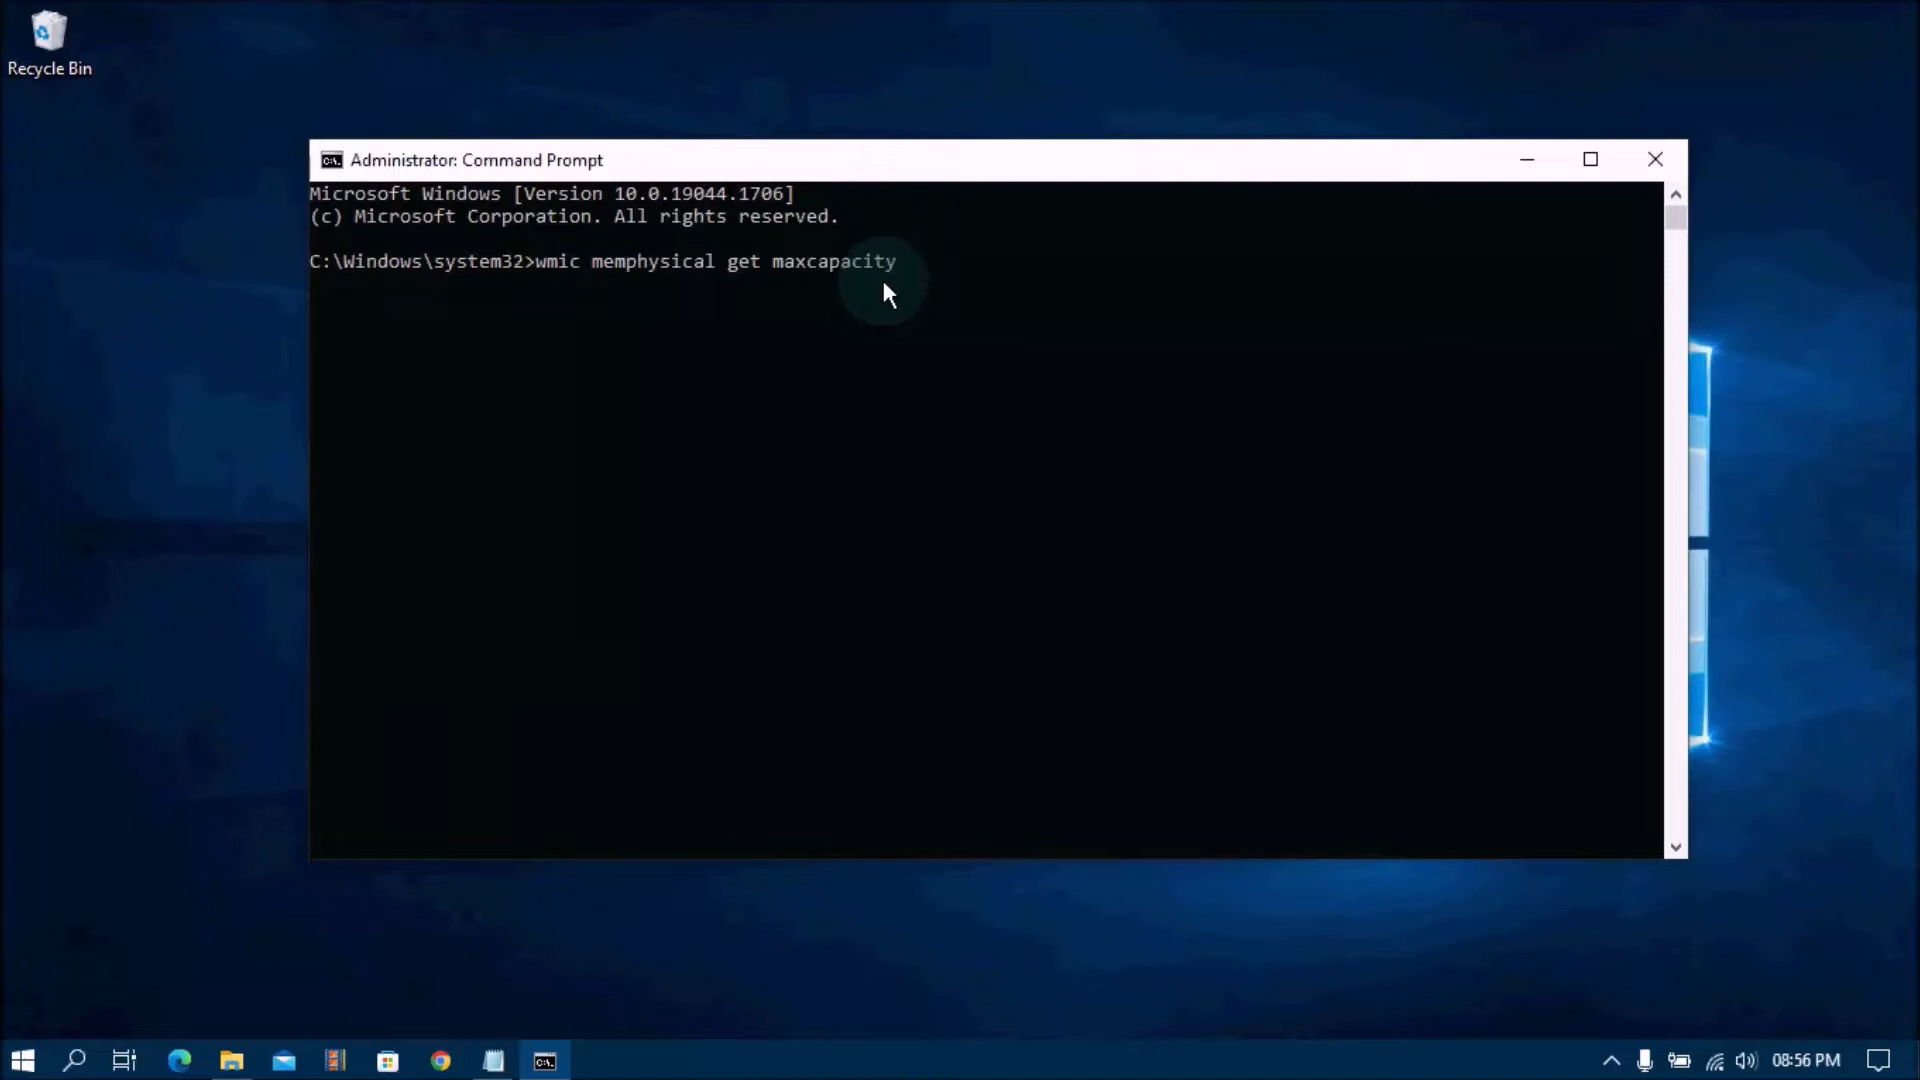 Recycle Bin
Administrator: Command Prompt
Microsoft Windows [Version 10.0.19044.1706]
(c) Microsoft Corporation. All rights reserved.
C:\Windows\system32>wmic memphysical get maxcapacity
08:56 PM